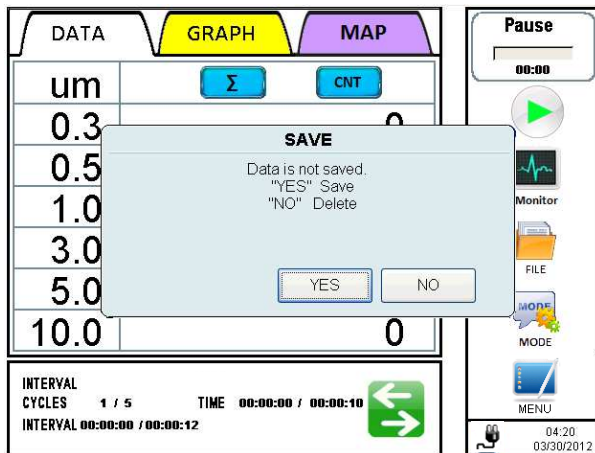 DATA
GRAPH
MAP
Pause
00:00
um
Σ
CNT
0.3
0
0.5
1.0
3.0
5.0
10.0
0
SAVE
Data is not saved.
"YES" Save
"NO" Delete
YES
NO
Monitor
FILE
MODE
MODE
MENU
INTERVAL
CYCLES 1 / 5 TIME 00:00:00 / 00:00:10
INTERVAL 00:00:00 / 00:00:12
04:20
03/30/2012